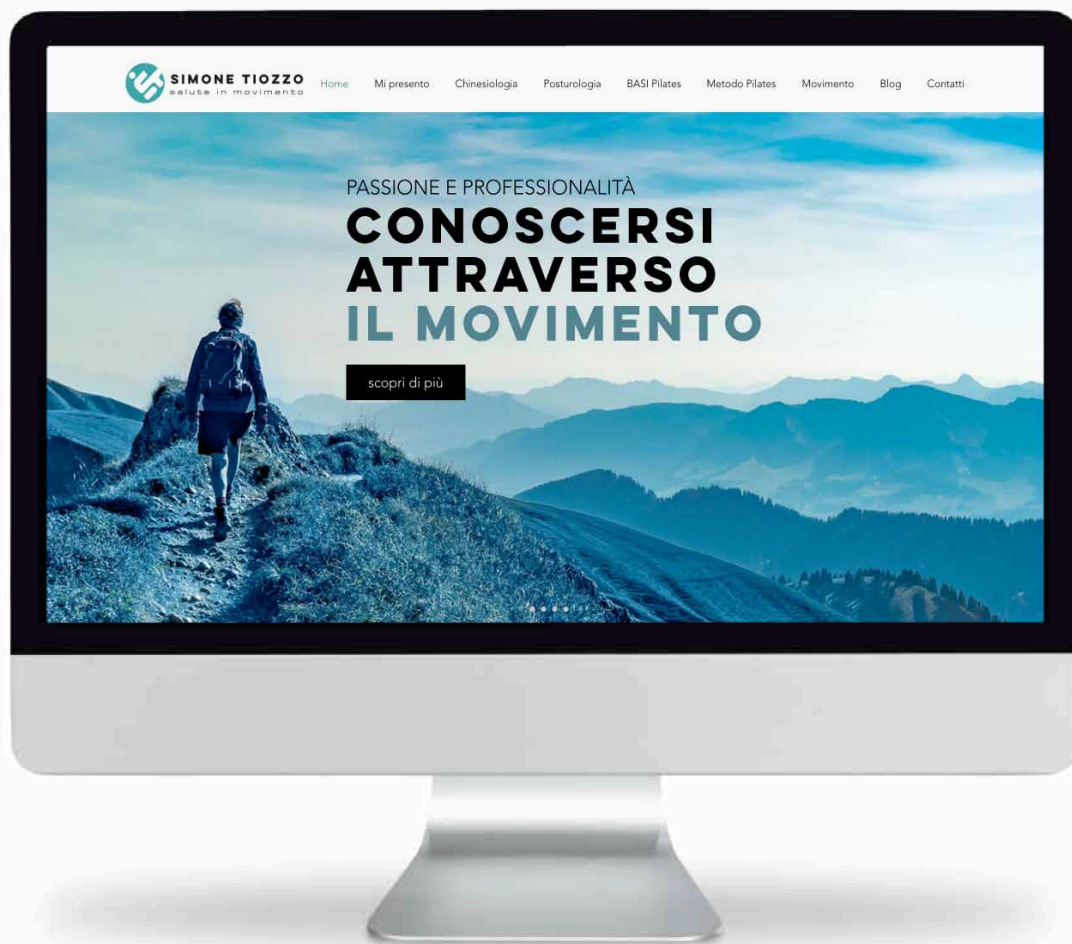 SIMONE TIOZZO
salute in movimento
Home Mi presento Chinesiologia Posturologia BASI Pilates Metodo Pilates Movimento Blog Contatti
PASSIONE E PROFESSIONALITÀ
CONOSCERSI
ATTRAVERSO
IL MOVIMENTO
scopri di più